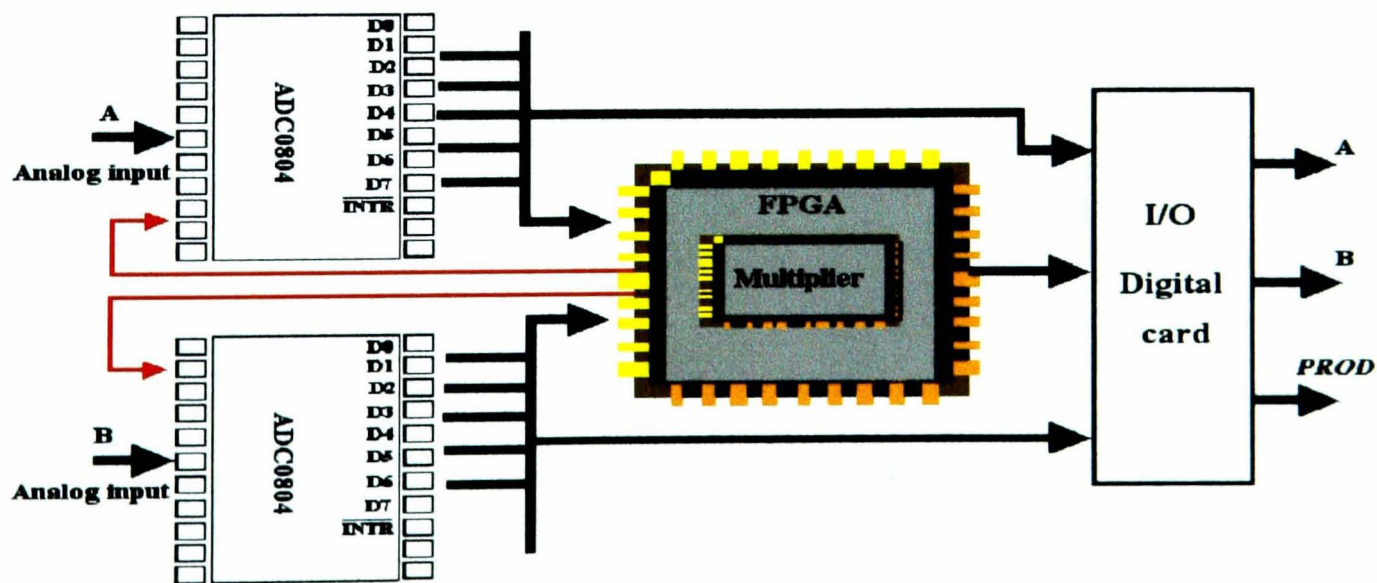 D0
D1
D2
D3
D4
D5
D6
D7
INTR
ADC0804
A
Analog input
FPGA
Multiplier
I/O
Digital
card
A
B
PROD
D0
D1
D2
D3
D4
D5
D6
D7
INTR
ADC0804
B
Analog input